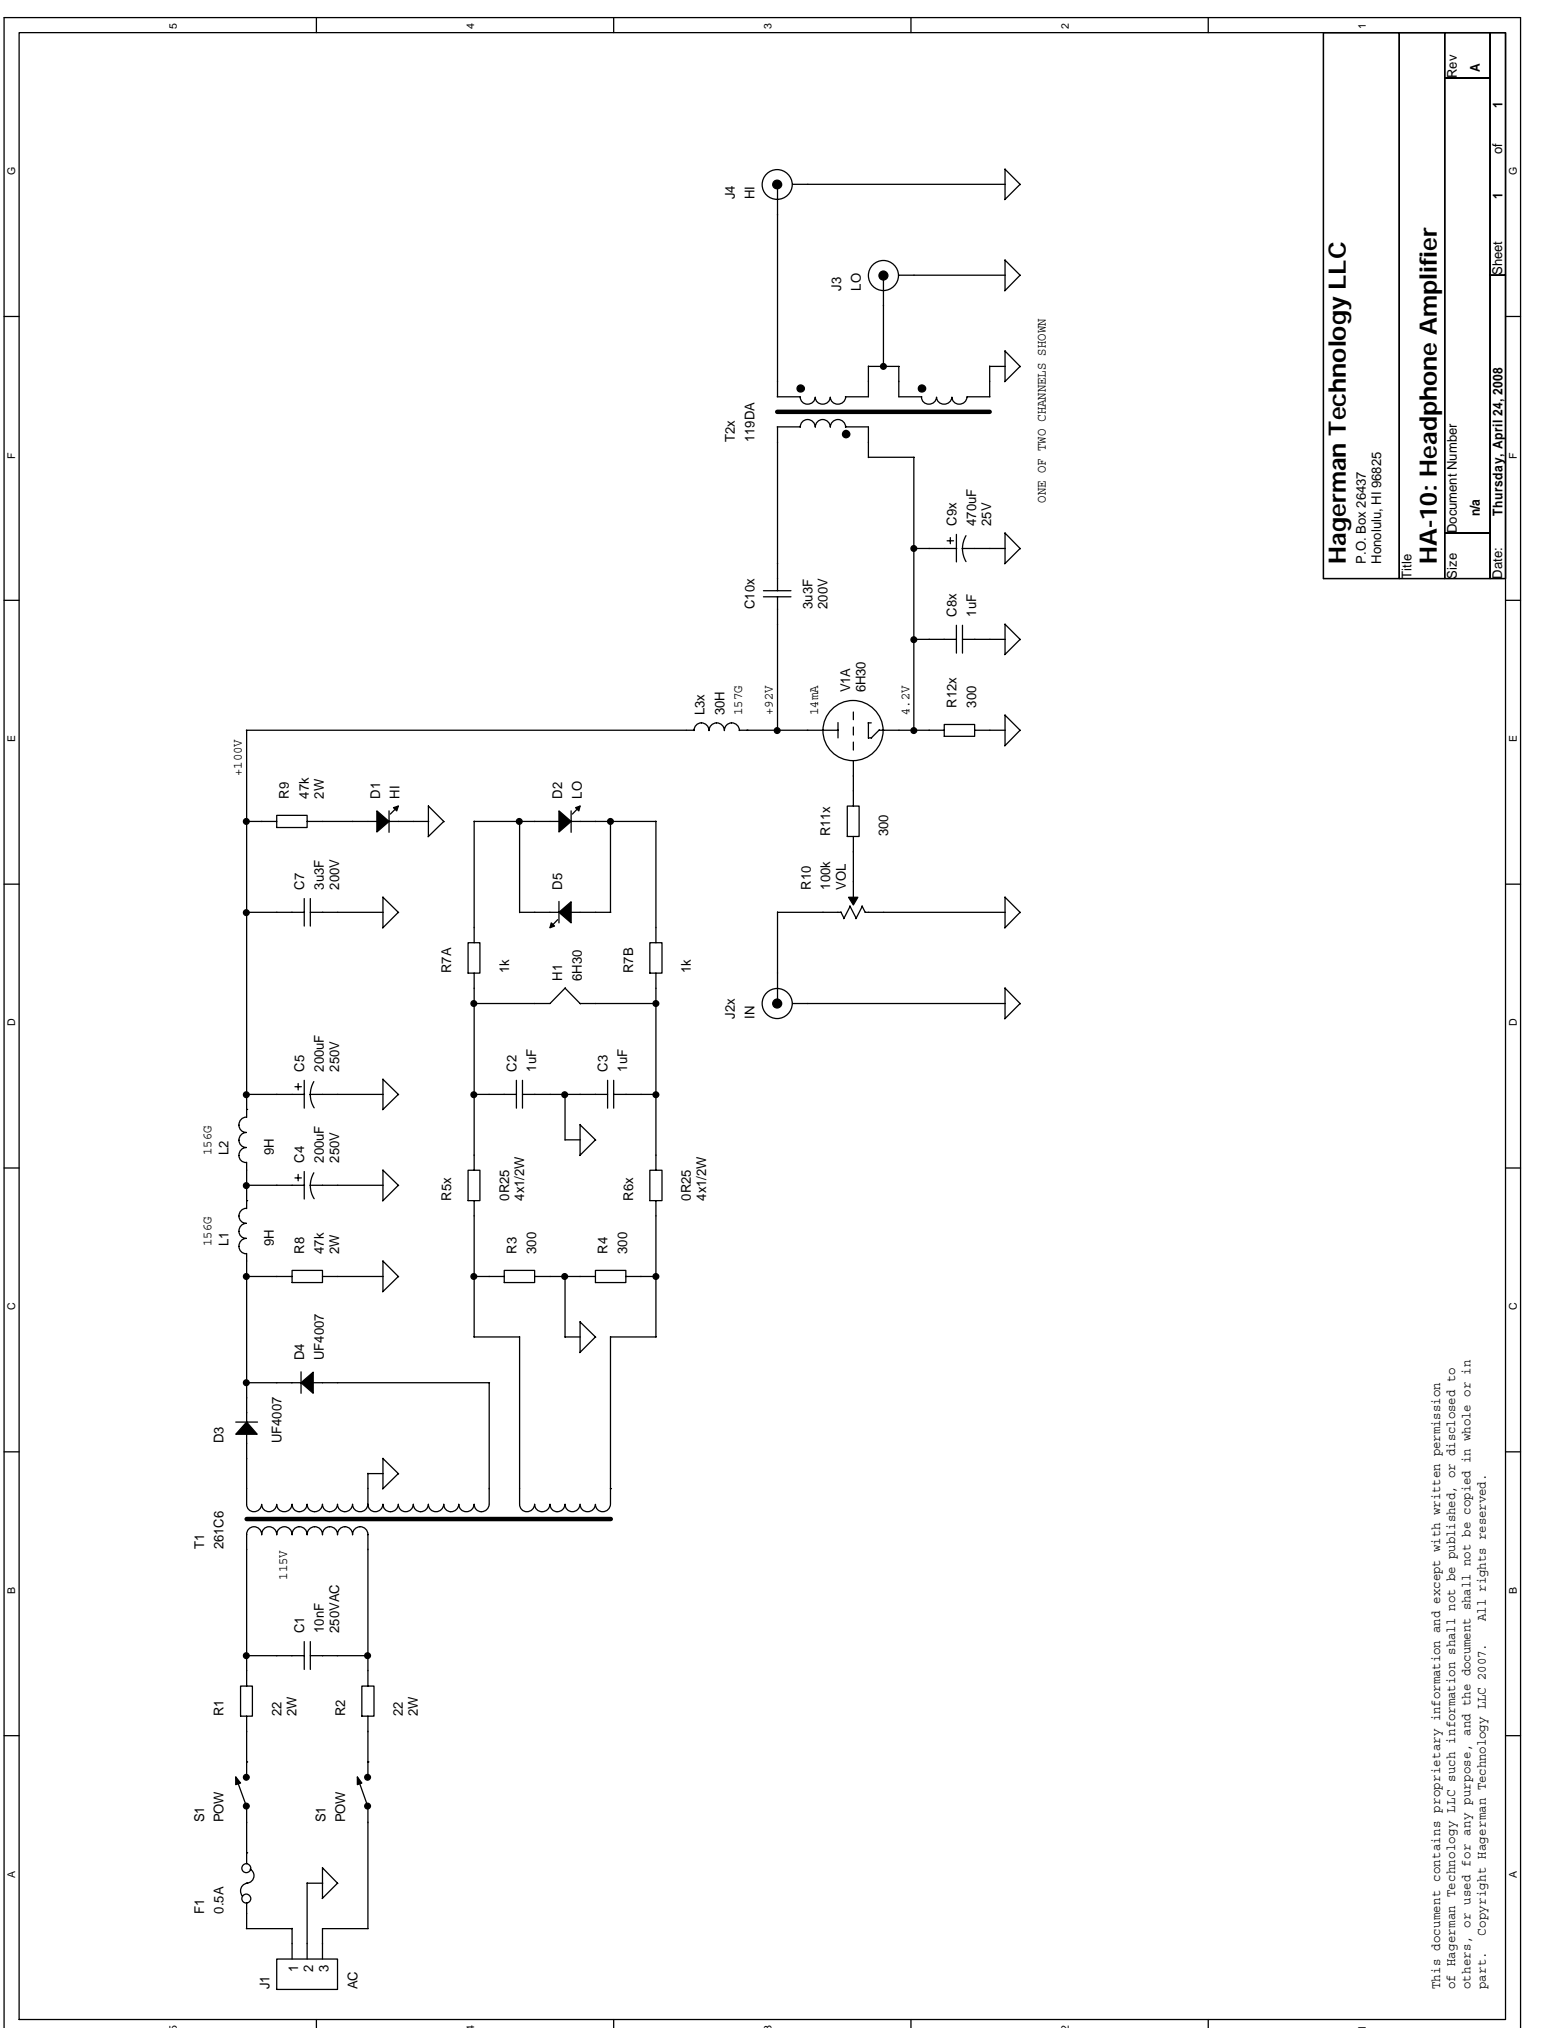 J1
1
2
3
AC
F1
0.5A
S1
POW
S1
POW
R1
22
2W
R2
22
2W
C1
10nF
250VAC
115V
T1
261C6
D3
UF4007
D4
UF4007
R8
47k
2W
156G
L1
9H
C4
200uF
250V
156G
L2
9H
C5
200uF
250V
C7
3u3F
200V
R9
47k
2W
D1
HI
+100V
R3
300
R4
300
R5x
0R25
4x1/2W
R6x
0R25
4x1/2W
C2
1uF
C3
1uF
H1
6H30
R7A
1k
R7B
1k
D5
D2
LO
J2x
IN
R10
100k
VOL
R11x
300
L3x
30H
157G
+92V
14mA
V1A
6H30
4.2V
R12x
300
C8x
1uF
C9x
470uF
25V
C10x
3u3F
200V
T2x
119DA
J3
LO
J4
HI
ONE OF TWO CHANNELS SHOWN
Hagerman Technology LLC
P.O. Box 26437
Honolulu, HI 96825
Title
HA-10: Headphone Amplifier
Size
Document Number
Rev
n/a
A
Date:
Thursday, April 24, 2008
Sheet
1
of
1
This document contains proprietary information and except with written permission
of Hagerman Technology LLC such information shall not be published, or disclosed to
others, or used for any purpose, and the document shall not be copied in whole or in
part. Copyright Hagerman Technology LLC 2007. All rights reserved.
A
B
C
D
E
F
G
A
B
C
D
E
F
G
5
4
3
2
1